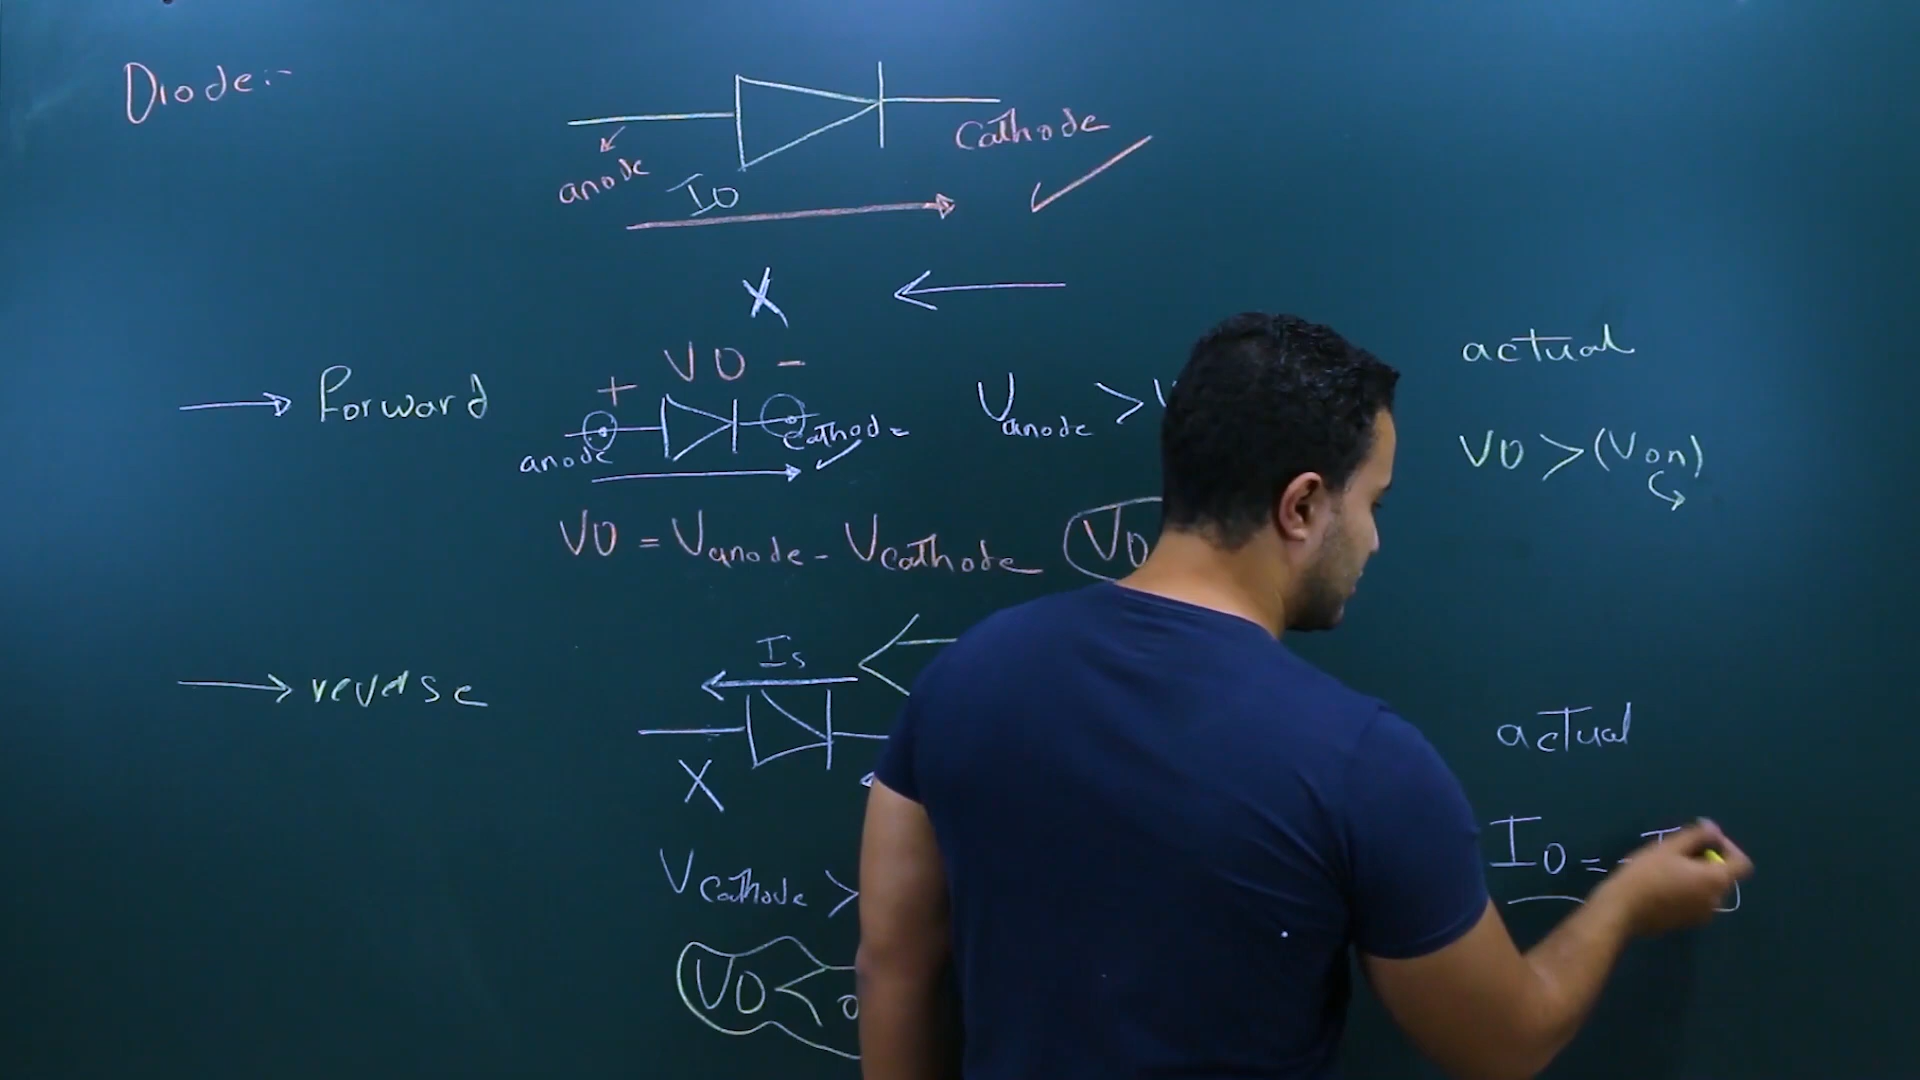 Diode:-
Cathode
anode
ID
X
VD
+ -
Forward
anode
Cathode
Vanode >
VD = Vanode - Vcathode
VD
Is
reverse
X
Vcathode >
VD < 0
actual
VD > (Von)
actual
ID = -I